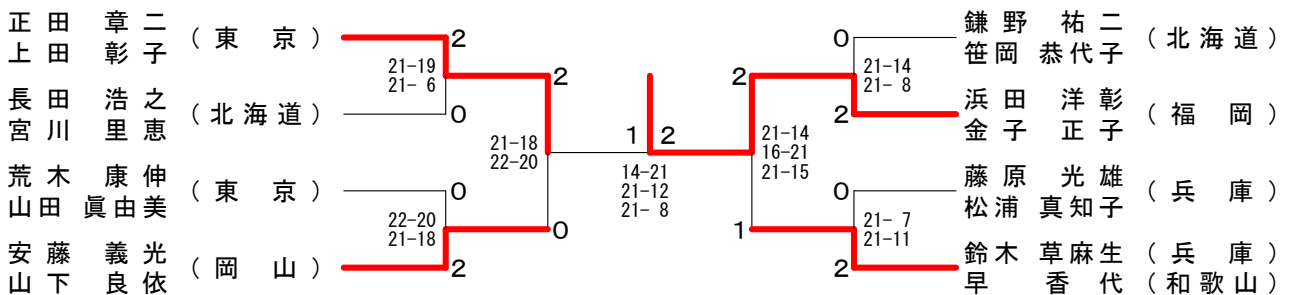 正田 章二
上田 彰子
(東京)
2
21-19
21- 6
長田 浩之
宮川 里恵
(北海道)
0
2
21-18
22-20
荒木 康伸
山田 眞由美
(東京)
0
22-20
21-18
安藤 義光
山下 良依
(岡山)
2
0
1
2
14-21
21-12
21- 8
2
21-14
16-21
21-15
1
鎌野 祐二
笹岡 恭代子
(北海道)
0
21-14
21- 8
浜田 洋彰
金子 正子
(福岡)
2
藤原 光雄
松浦 真知子
(兵庫)
0
21- 7
21-11
鈴木 草麻生 (兵庫)
早 香代 (和歌山)
2